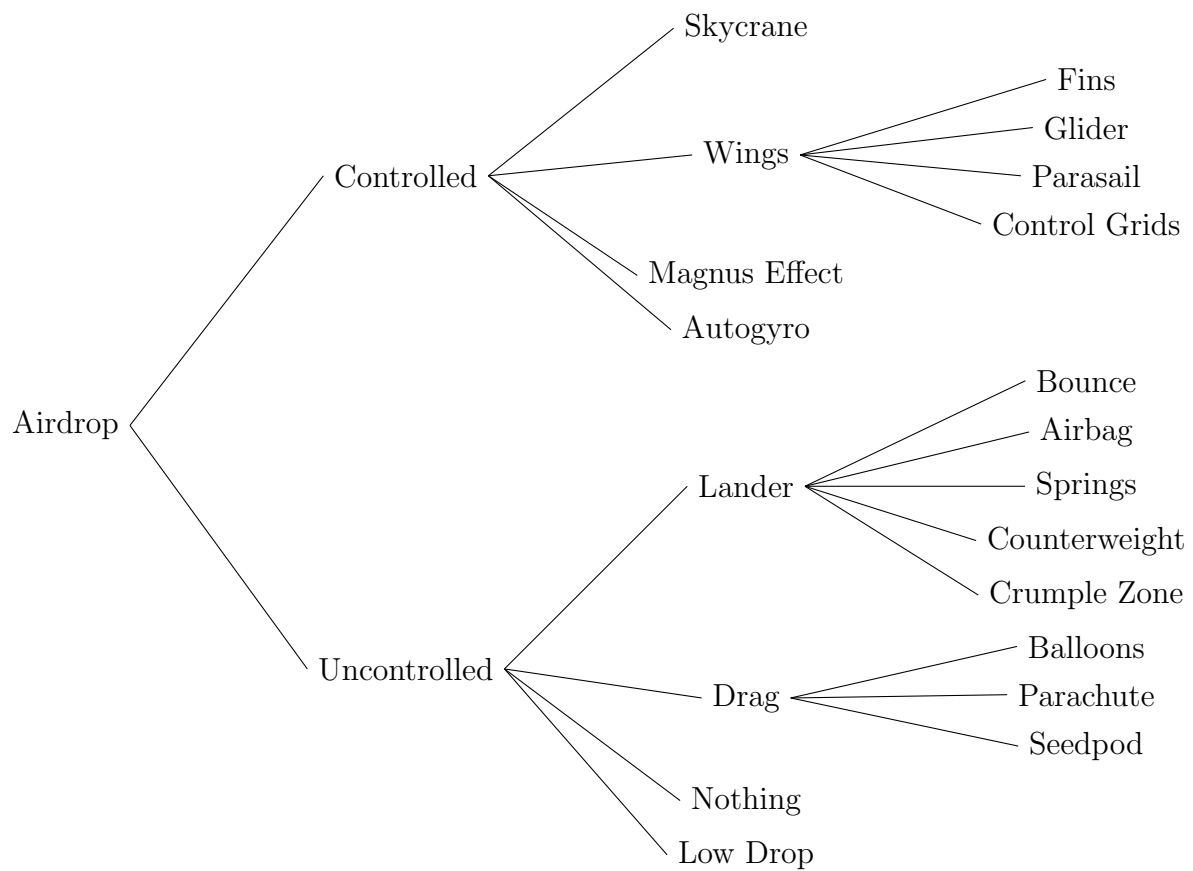 Skycrane
Fins
Glider
Wings
Parasail
Controlled
Control Grids
Magnus Effect
Autogyro
Bounce
Airdrop
Airbag
Lander
Springs
Counterweight
Crumple Zone
Balloons
Uncontrolled
Drag
Parachute
Seedpod
Nothing
Low Drop